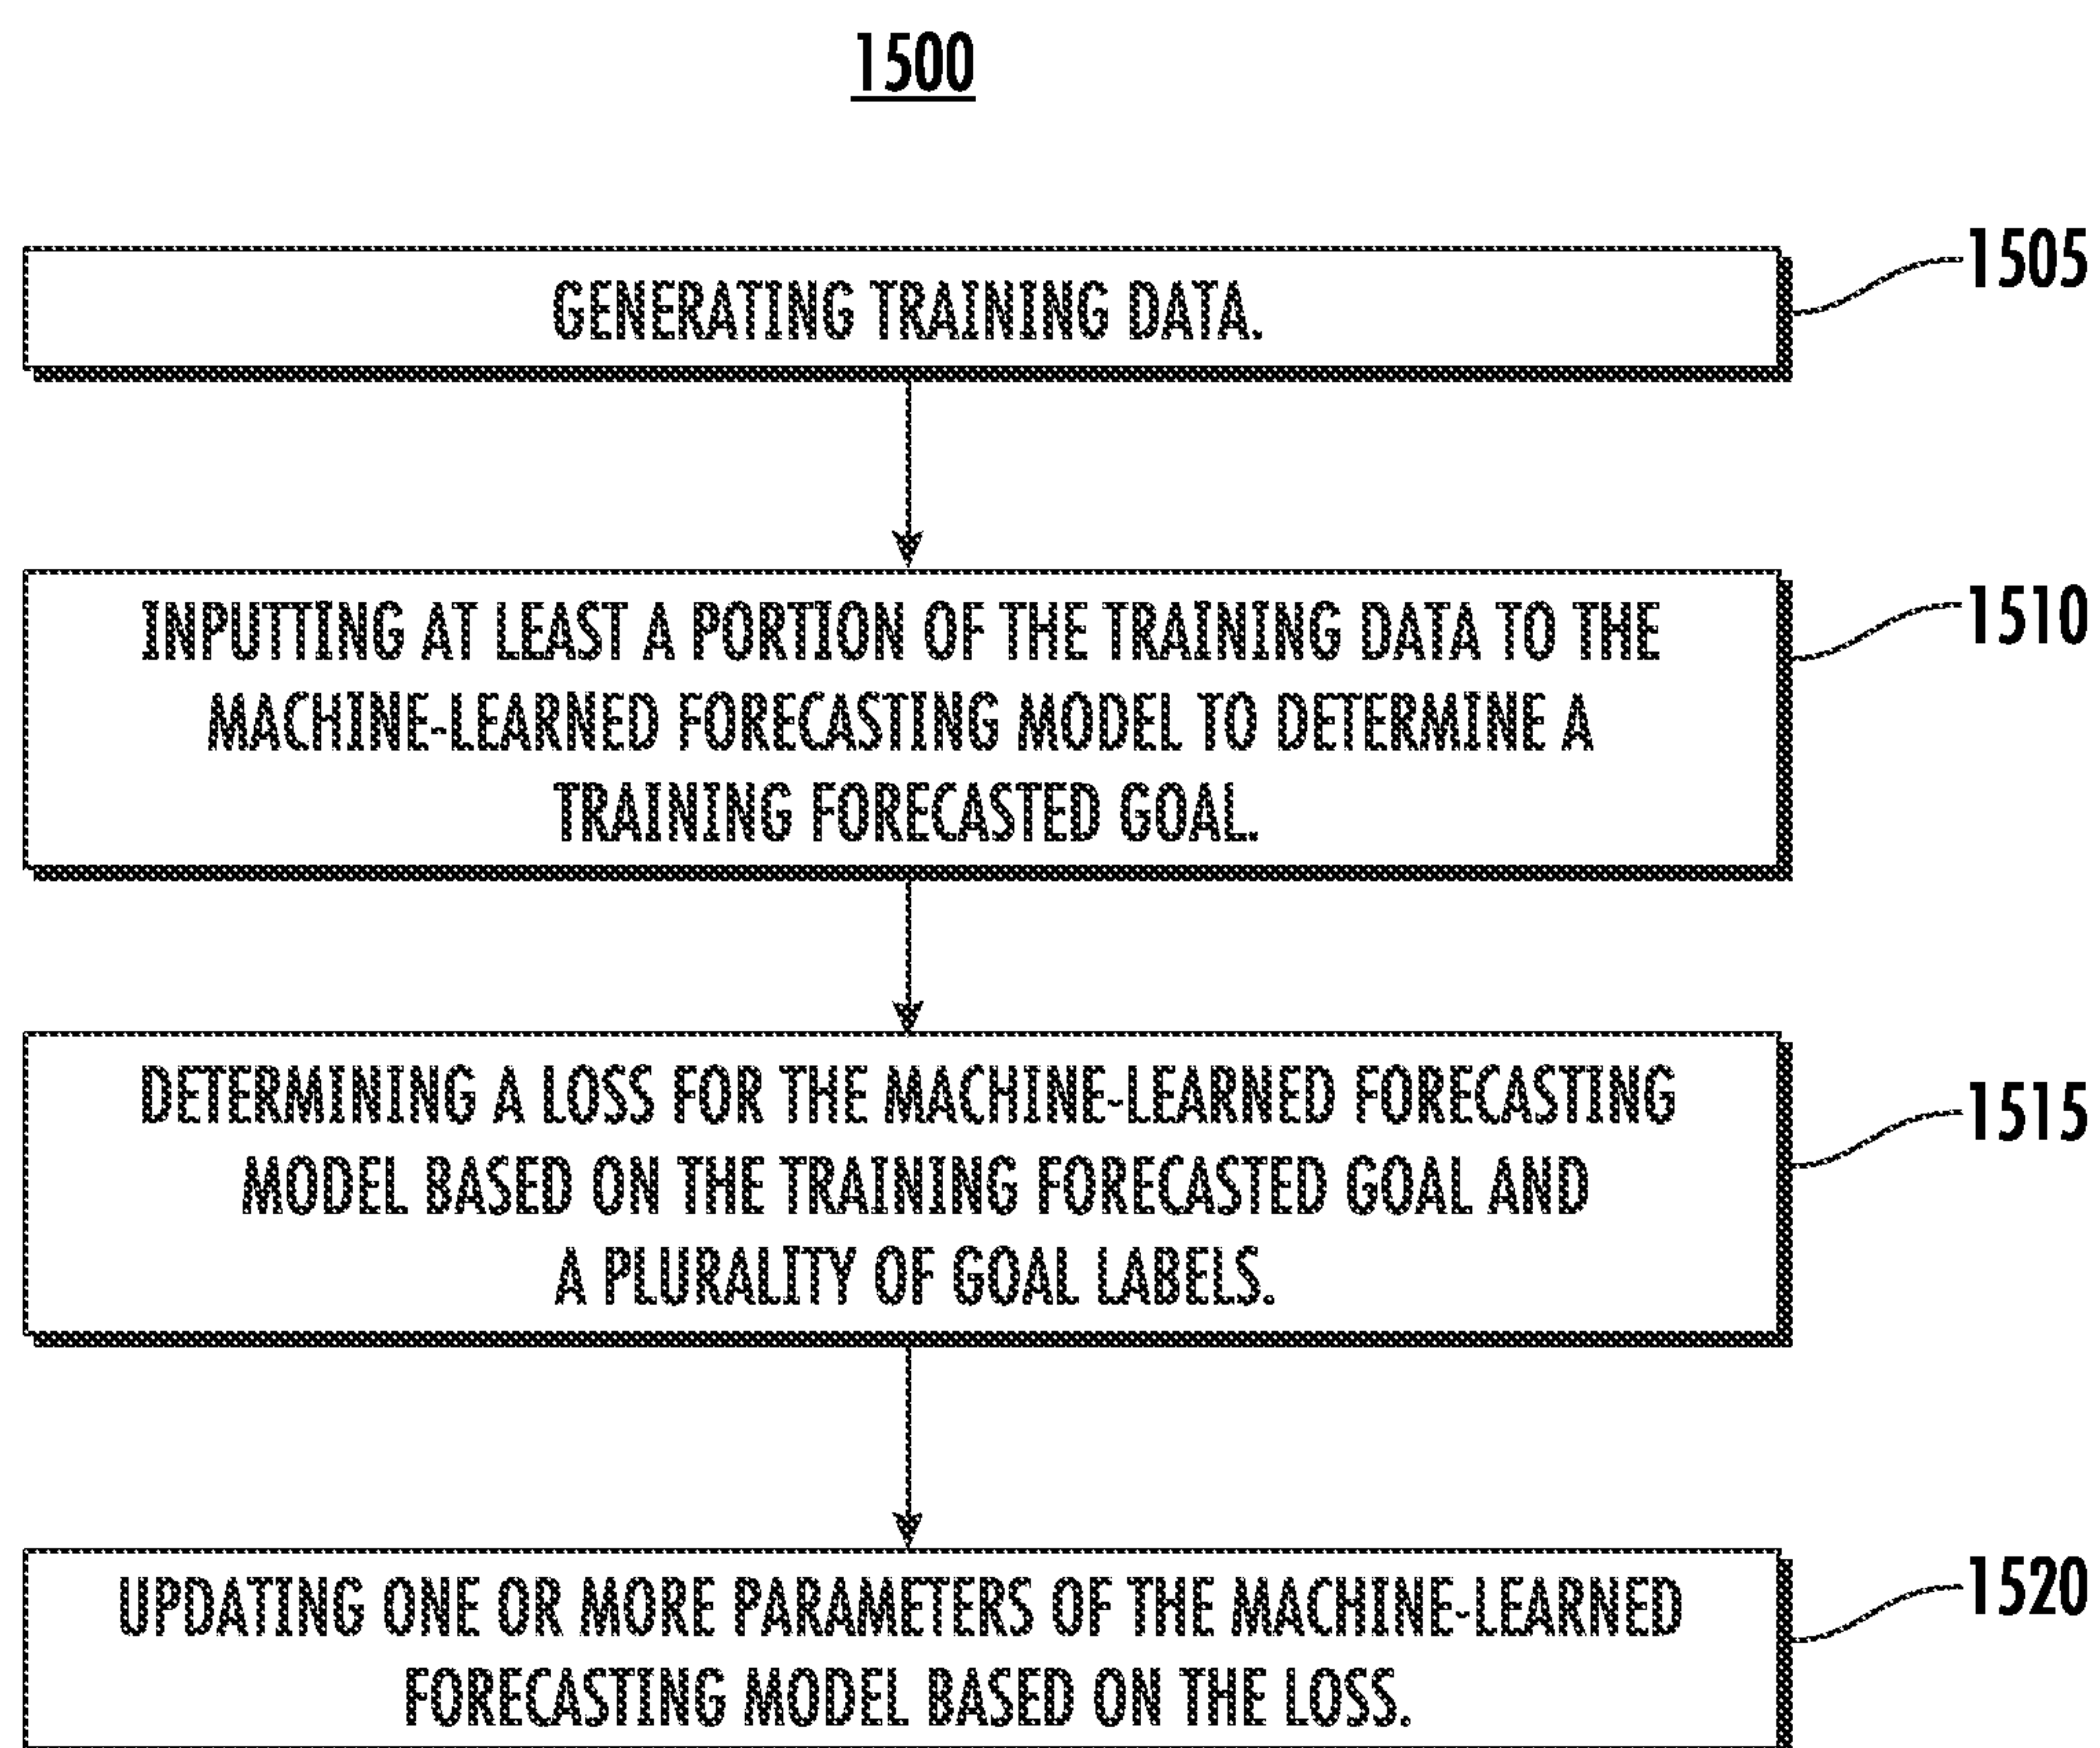 1500
GENERATING TRAINING DATA.
1505
INPUTTING AT LEAST A PORTION OF THE TRAINING DATA TO THE
MACHINE-LEARNED FORECASTING MODEL TO DETERMINE A
TRAINING FORECASTED GOAL.
1510
DETERMINING A LOSS FOR THE MACHINE-LEARNED FORECASTING
MODEL BASED ON THE TRAINING FORECASTED GOAL AND
A PLURALITY OF GOAL LABELS.
1515
UPDATING ONE OR MORE PARAMETERS OF THE MACHINE-LEARNED
FORECASTING MODEL BASED ON THE LOSS.
1520